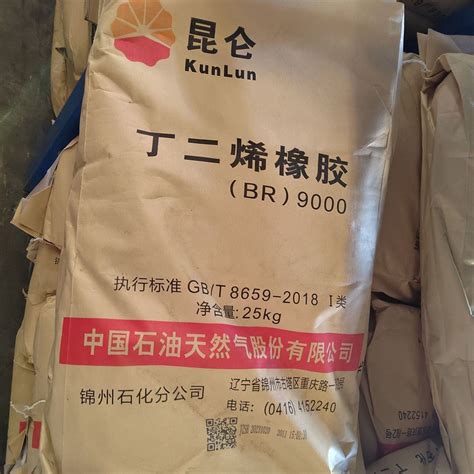 昆仑
KunLun
丁二烯橡胶
(BR) 9000
执行标准 GB/T 8659-2018 Ⅰ类
净含量: 25kg
中国石油天然气股份有限公司
锦州石化分公司
辽宁省锦州市古塔区重庆路一段
电话: (0416) 4152240
4152240